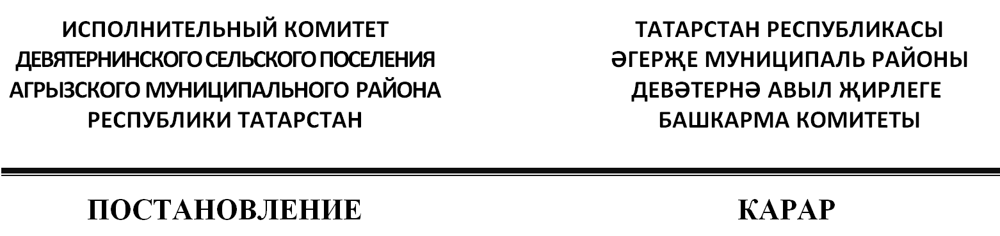 ИСПОЛНИТЕЛЬНЫЙ КОМИТЕТ
ДЕВЯТЕРНИНСКОГО СЕЛЬСКОГО ПОСЕЛЕНИЯ
АГРЫЗСКОГО МУНИЦИПАЛЬНОГО РАЙОНА
РЕСПУБЛИКИ ТАТАРСТАН
ТАТАРСТАН РЕСПУБЛИКАСЫ
ӘГЕРҖЕ МУНИЦИПАЛЬ РАЙОНЫ
ДЕВӘТЕРНӘ АВЫЛ ҖИРЛЕГЕ
БАШКАРМА КОМИТЕТЫ
ПОСТАНОВЛЕНИЕ
КАРАР